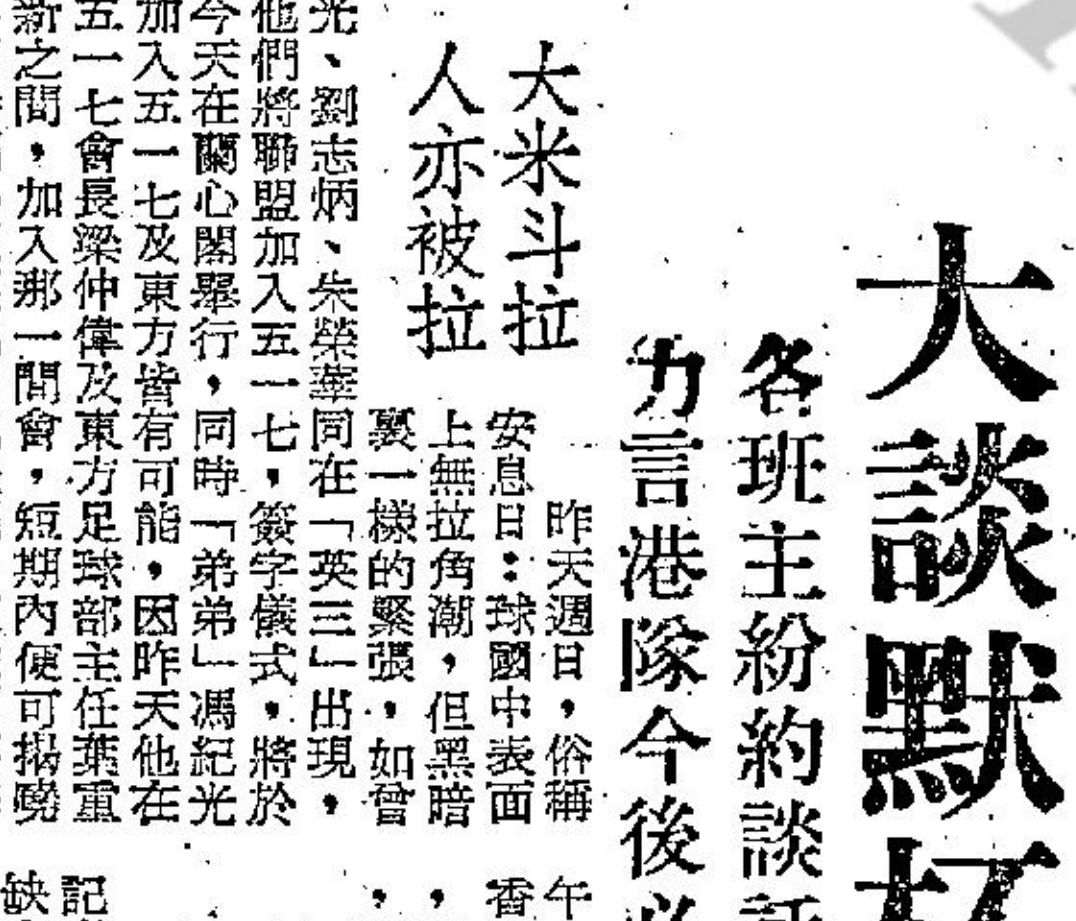 大談默
各班主紛約談
力言港隊今後
大米斗拉
人亦被拉
昨天週日，俗稱
安息日：球國中表面
上無拉角潮，但黑暗
裏一樣的緊張，如曾
光、劉志炳、朱榮華同在「英三」出現，
他們將聯盟加入五一七，簽字儀式，將於
今天在蘭心閣舉行，同時「弟弟」馮紀光
加入五一七及東方皆有可能，因昨天他在
五一七會長梁仲偉及東方足球部主任葉重
新之間，加入那一間會，短期內便可揭曉
午
香
，
，
記
缺